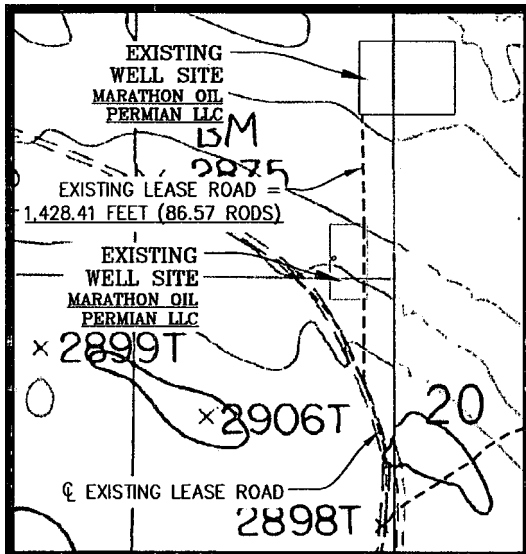 EXISTING
WELL SITE
MARATHON OIL
PERMIAN LLC
BM
2875
EXISTING LEASE ROAD =
1,428.41 FEET (86.57 RODS)
EXISTING
WELL SITE
MARATHON OIL
PERMIAN LLC
× 2899T
× 2906T
20
℄ EXISTING LEASE ROAD
2898T ×